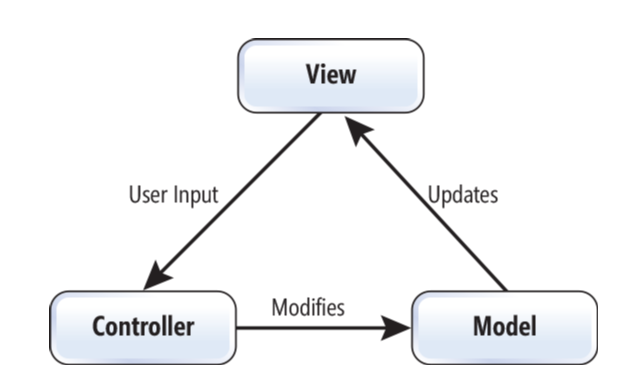 View
User Input
Updates
Modifies
Controller
Model